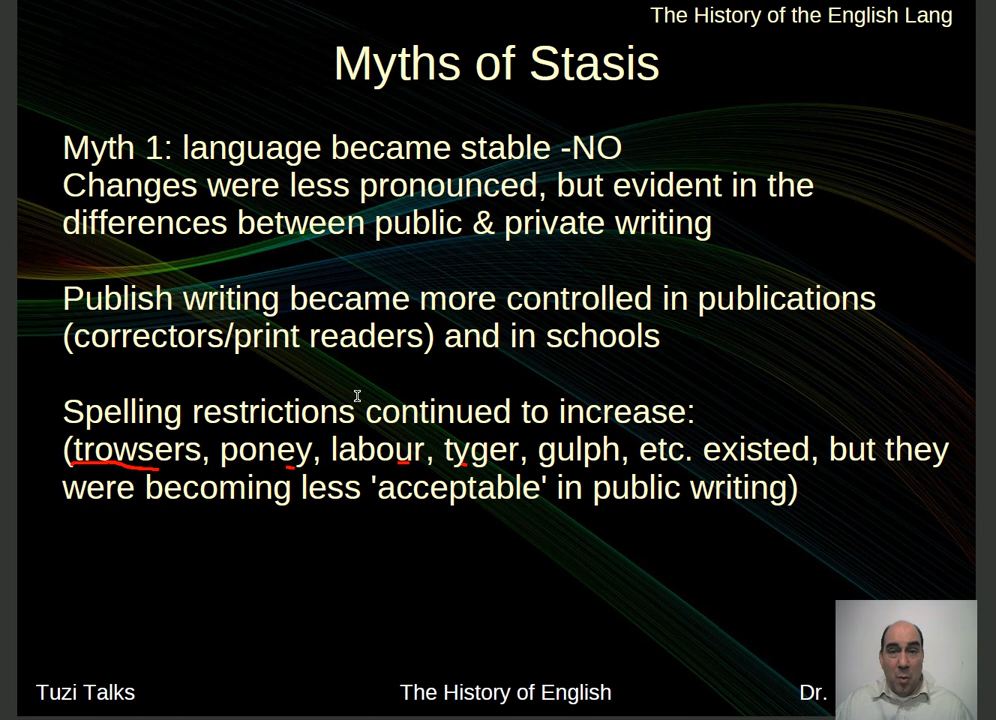 The History of the English Lang
Myths of Stasis
Myth 1: language became stable -NO
Changes were less pronounced, but evident in the
differences between public & private writing
Publish writing became more controlled in publications
(correctors/print readers) and in schools
Spelling restrictions continued to increase:
(trowsers, poney, labour, tyger, gulph, etc. existed, but they
were becoming less 'acceptable' in public writing)
Tuzi Talks
The History of English
Dr.